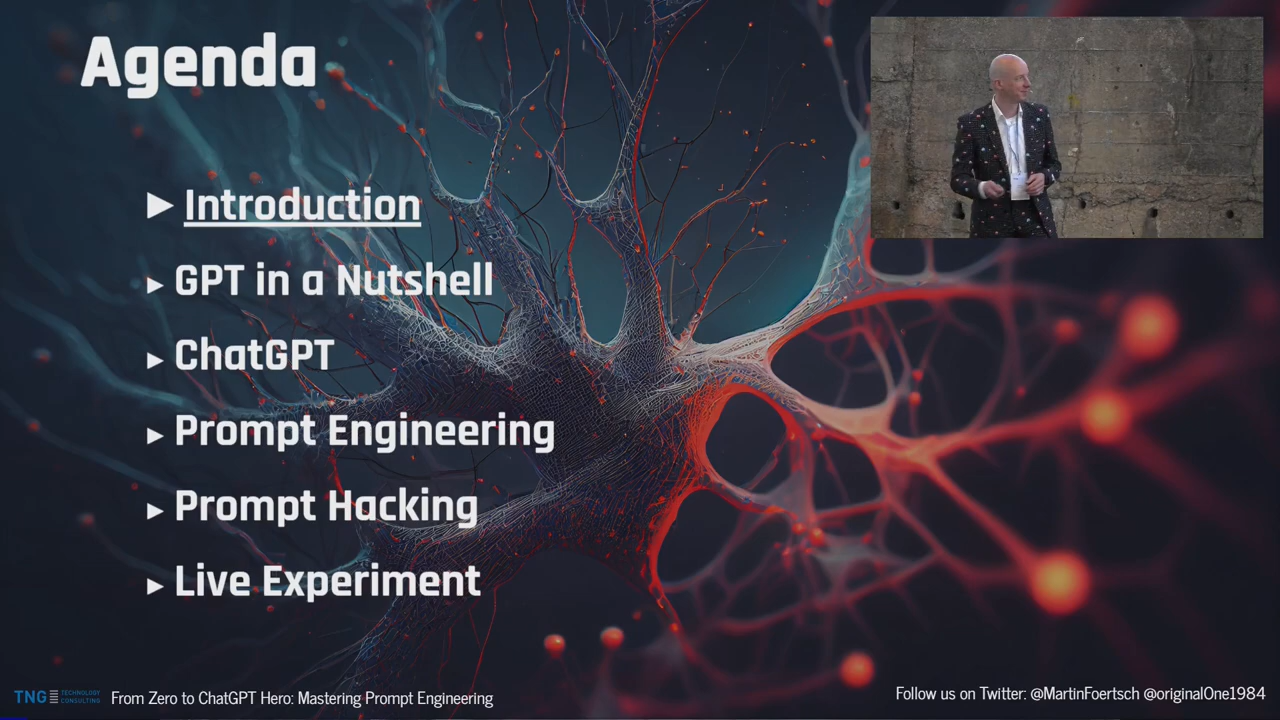 Agenda
Introduction
GPT in a Nutshell
ChatGPT
Prompt Engineering
Prompt Hacking
Live Experiment
TNG TECHNOLOGY CONSULTING
From Zero to ChatGPT Hero: Mastering Prompt Engineering
Follow us on Twitter: @MartinFoertsch @originalOne1984